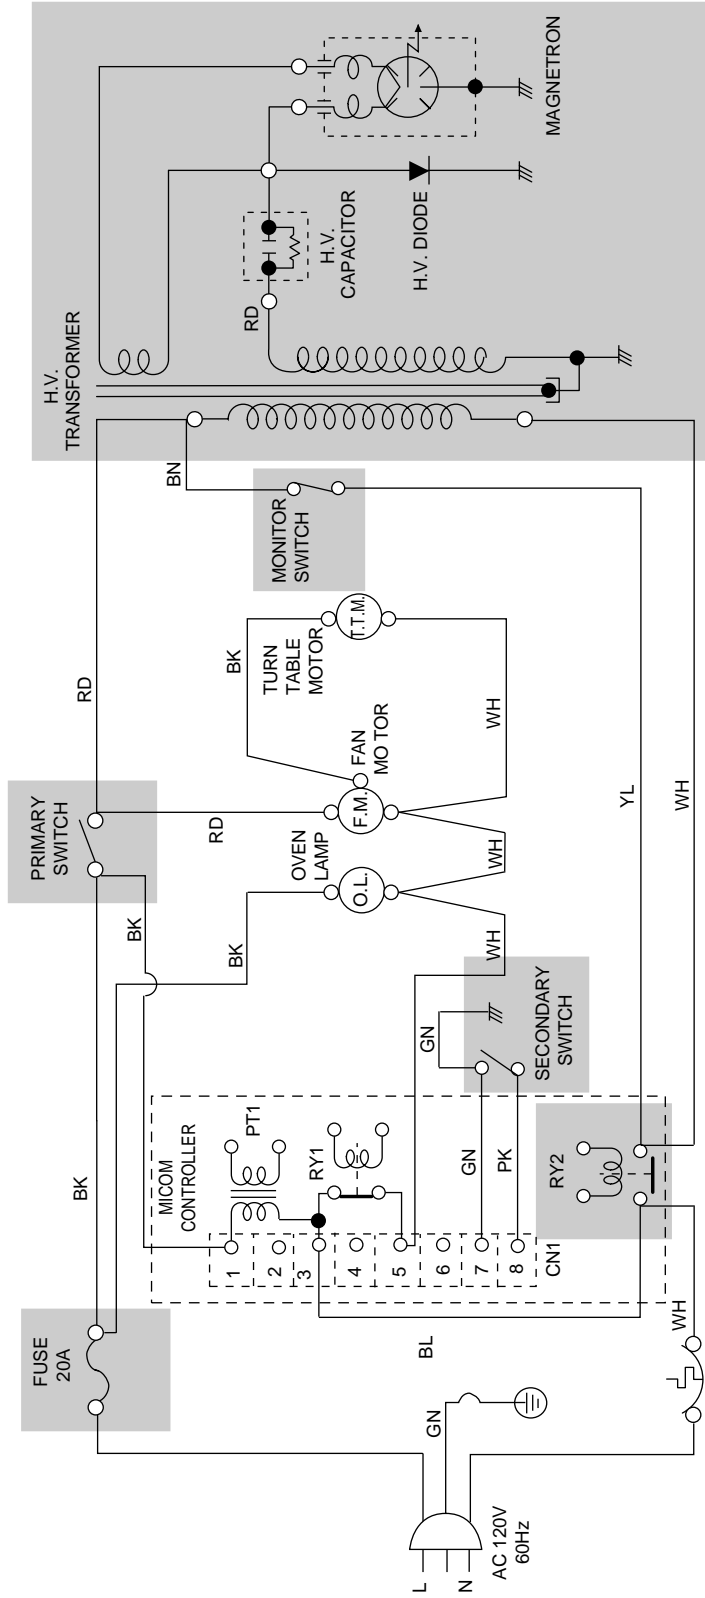 L
N
AC 120V
60Hz
GN
FUSE
20A
BK
BL
WH
MICOM
CONTROLLER
PT1
RY1
1
2
3
4
5
6
7
8
CN1
GN
PK
RY2
GN
SECONDARY
SWITCH
BK
BK
WH
PRIMARY
SWITCH
RD
OVEN
LAMP
O.L.
WH
F.M.
FAN
MO TOR
YL
WH
RD
BK
TURN
TABLE
MOTOR
T.T.M.
WH
BN
MONITOR
SWITCH
H.V.
TRANSFORMER
RD
H.V.
CAPACITOR
H.V. DIODE
MAGNETRON